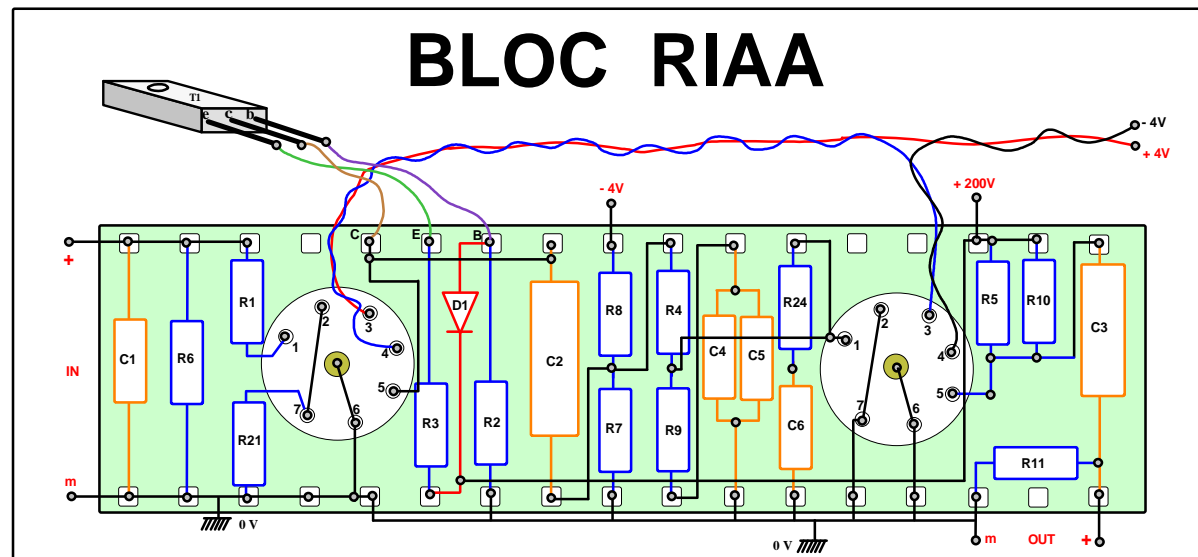 BLOC RIAA
T1
e c b
- 4V
+ 4V
- 4V
+ 200V
C E B
+
R1
2
3
1
4
5
7
6
D1
R8
R4
R24
2
3
1
4
5
7
6
R5
R10
C3
IN
C1
R6
C2
C4
C5
R21
R3
R2
R7
R9
C6
R11
m
0 V
0 V
m OUT +